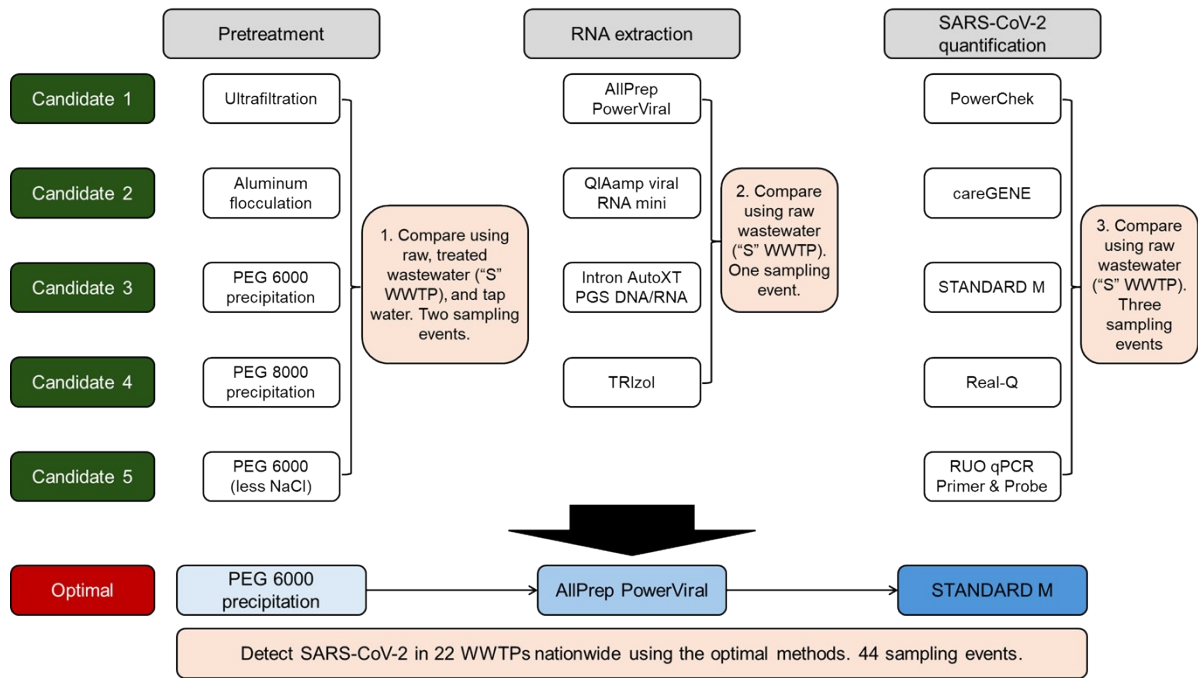 Pretreatment
RNA extraction
SARS-CoV-2
quantification
Candidate 1
Ultrafiltration
AllPrep
PowerViral
PowerChek
Candidate 2
Aluminum
flocculation
QIAamp viral
RNA mini
careGENE
Candidate 3
PEG 6000
precipitation
Intron AutoXT
PGS DNA/RNA
STANDARD M
Candidate 4
PEG 8000
precipitation
TRIzol
Real-Q
Candidate 5
PEG 6000
(less NaCl)
RUO qPCR
Primer & Probe
1. Compare using
raw, treated
wastewater (“S”
WWTP), and tap
water. Two sampling
events.
2. Compare
using raw
wastewater
(“S” WWTP).
One sampling
event.
3. Compare
using raw
wastewater
(“S” WWTP).
Three
sampling
events
Optimal
PEG 6000
precipitation
AllPrep PowerViral
STANDARD M
Detect SARS-CoV-2 in 22 WWTPs nationwide using the optimal methods. 44 sampling events.